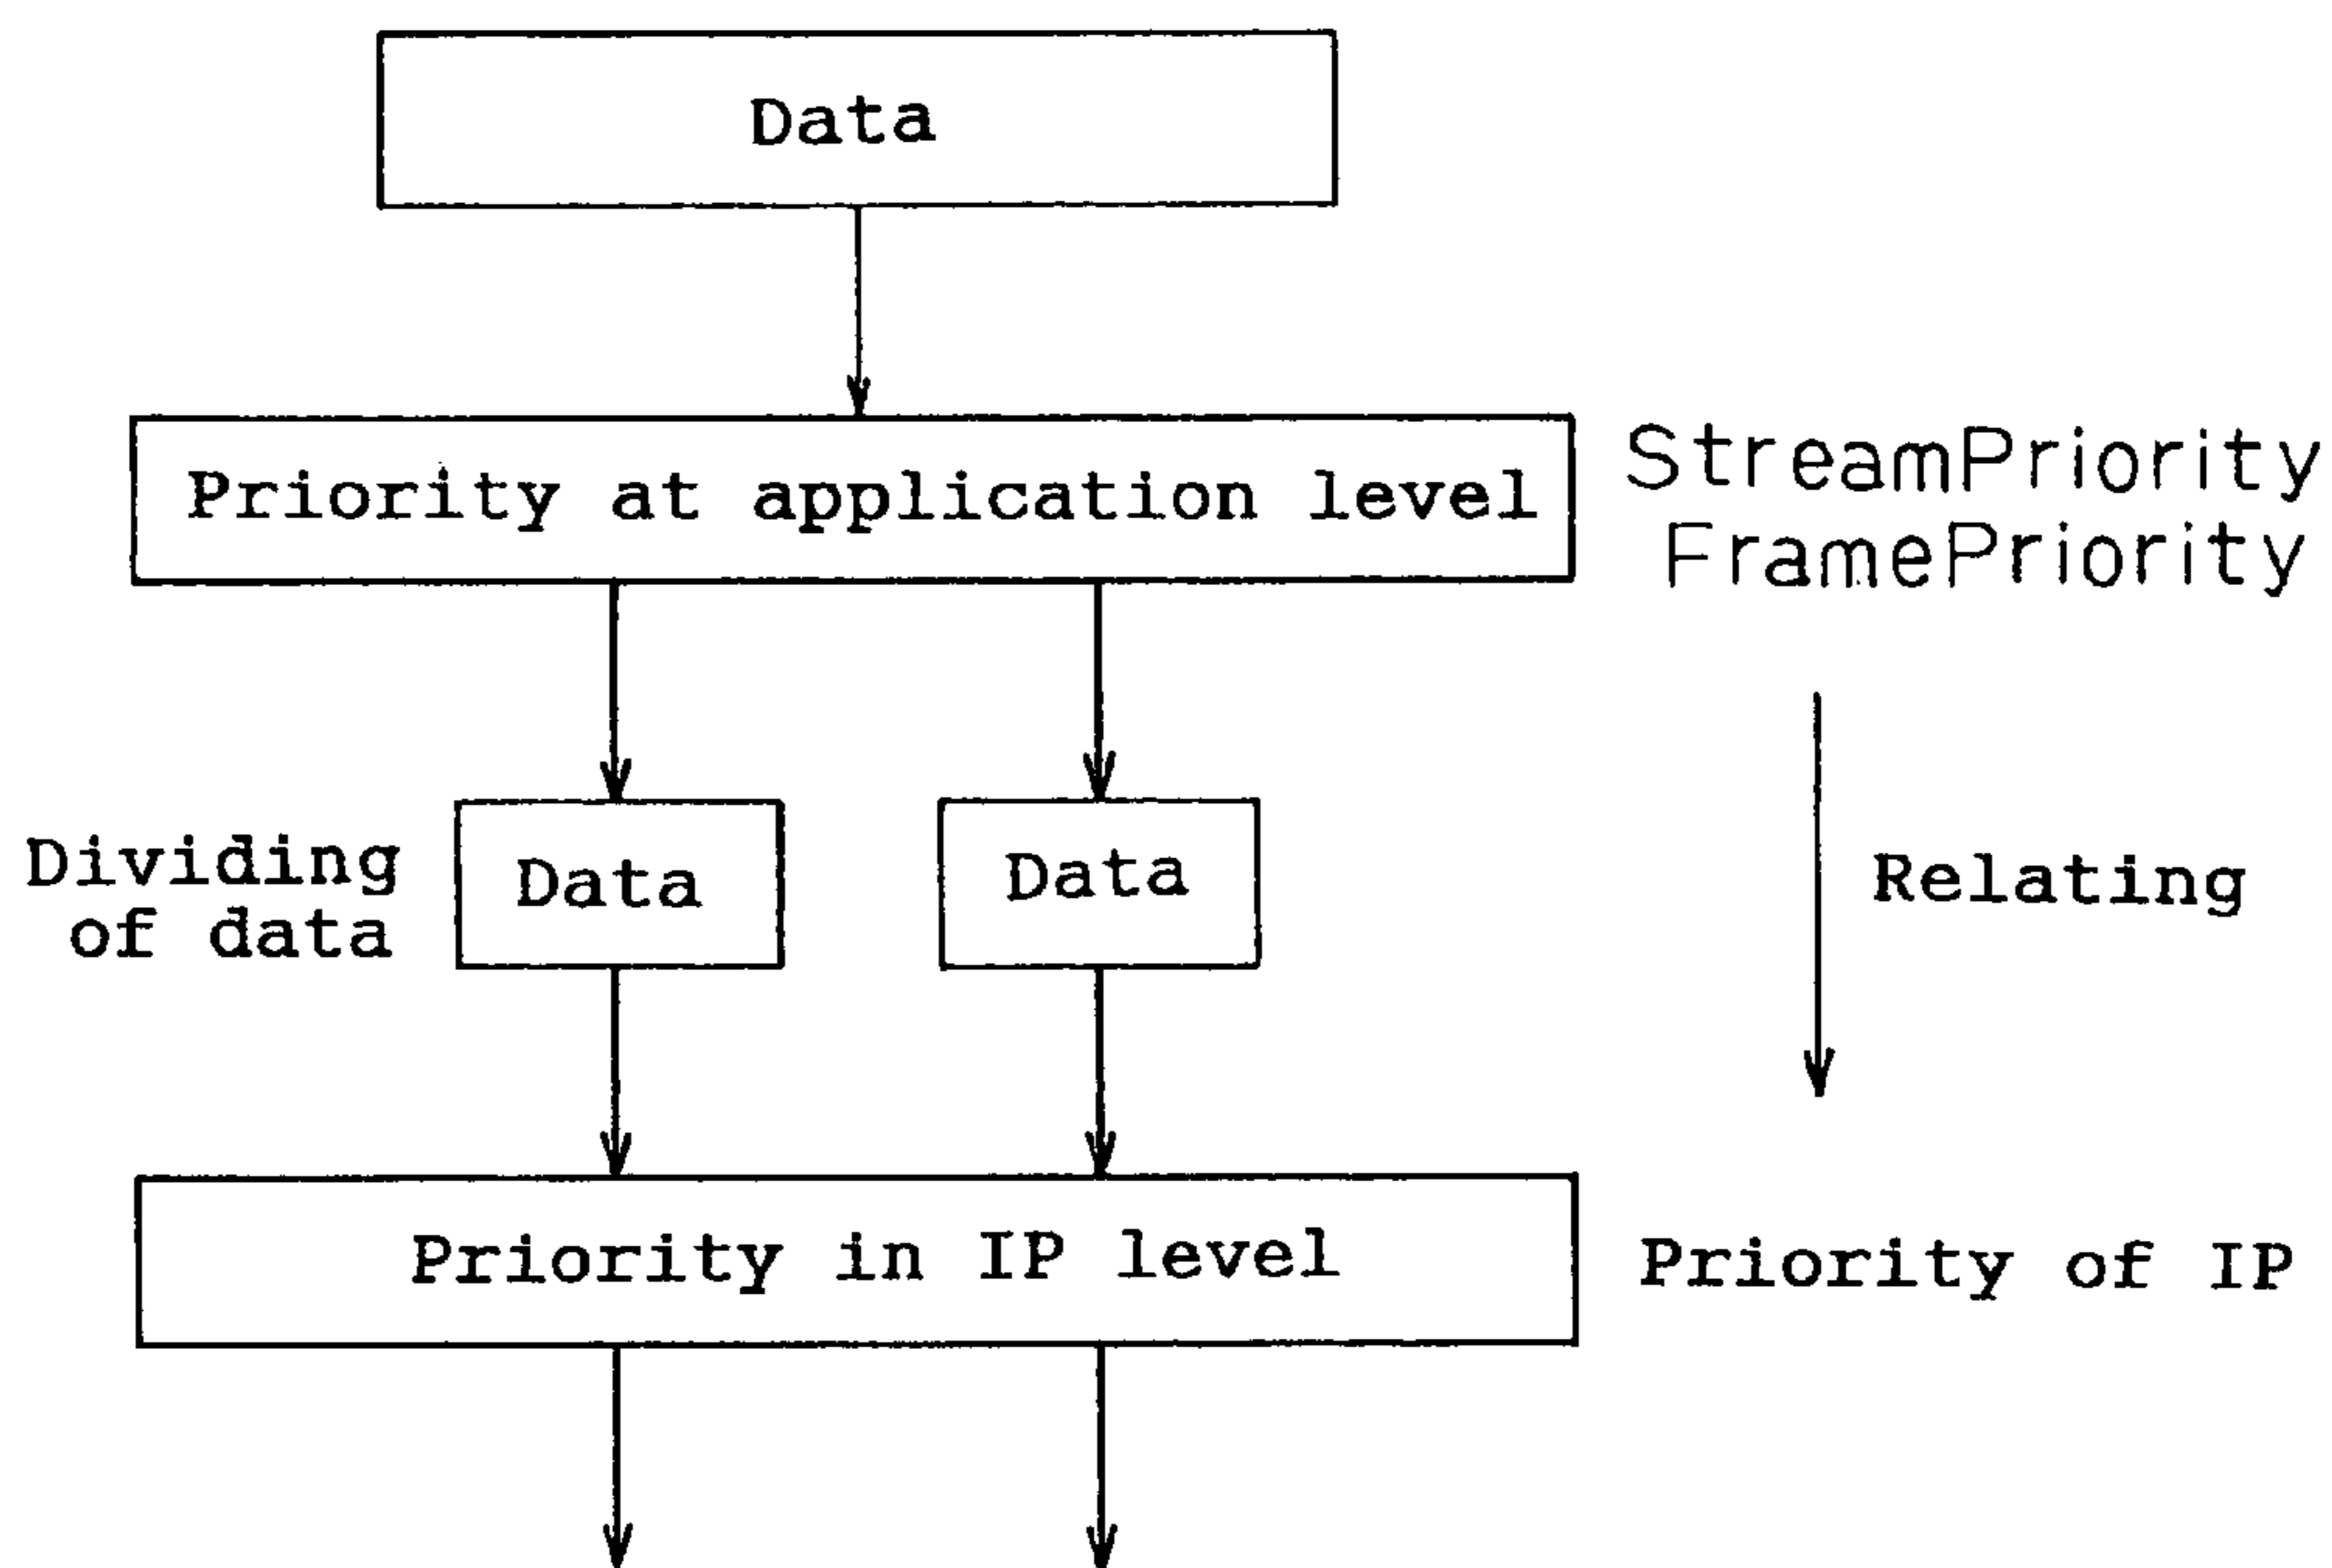 Data
Priority at application level
StreamPriority
FramePriority
Dividing
of data
Data
Data
Relating
Priority in IP level
Priority of IP